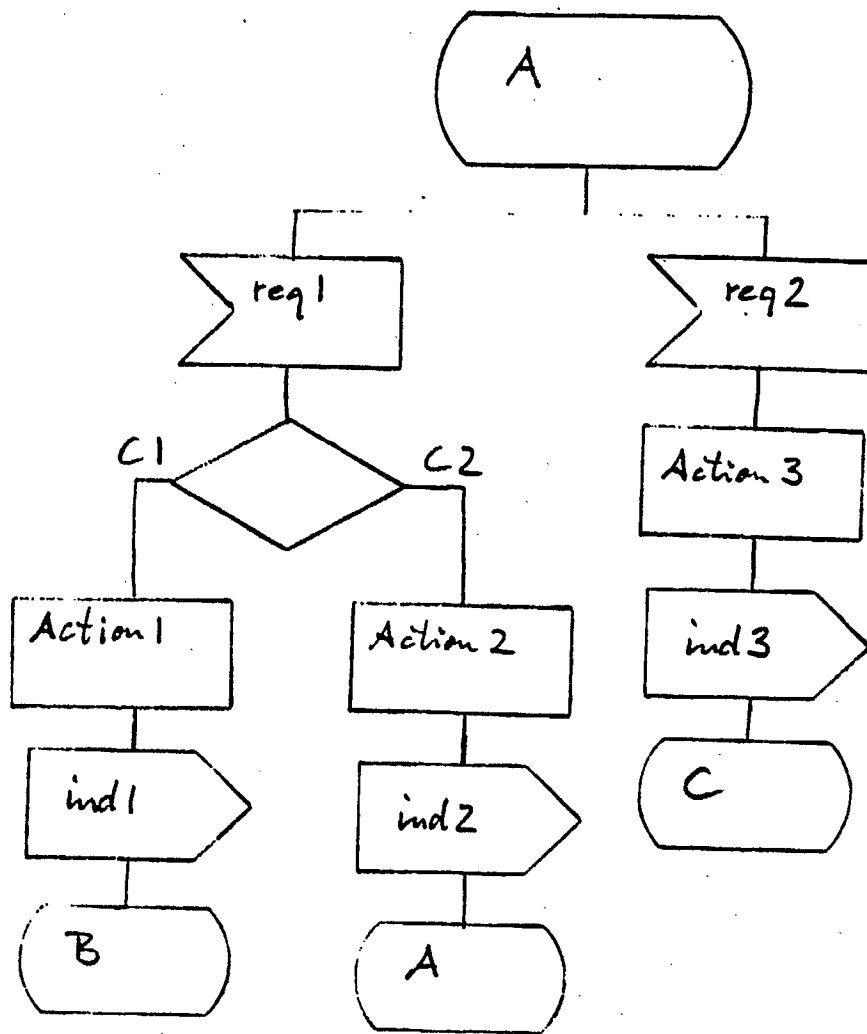 A
req1
req2
C1
C2
Action 3
Action1
Action 2
ind3
ind1
ind2
C
B
A